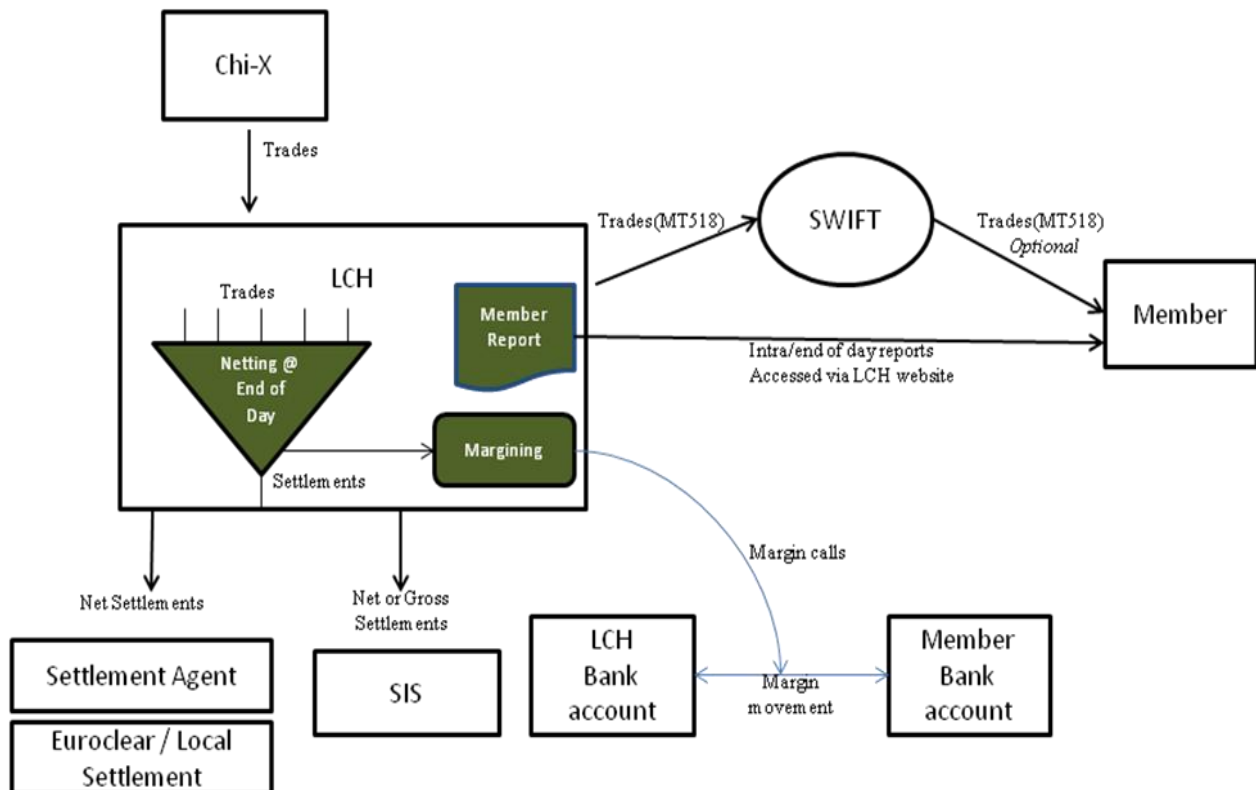 Chi-X
Trades
LCH
Trades
Netting @
End of
Day
Settlements
Member
Report
Margining
Trades(MT518)
SWIFT
Trades(MT518)
Optional
Member
Intra/end of day reports
Accessed via LCH website
Margin calls
Net Settlements
Net or Gross
Settlements
Settlement Agent
Euroclear / Local
Settlement
SIS
LCH
Bank
account
Margin
movement
Member
Bank
account